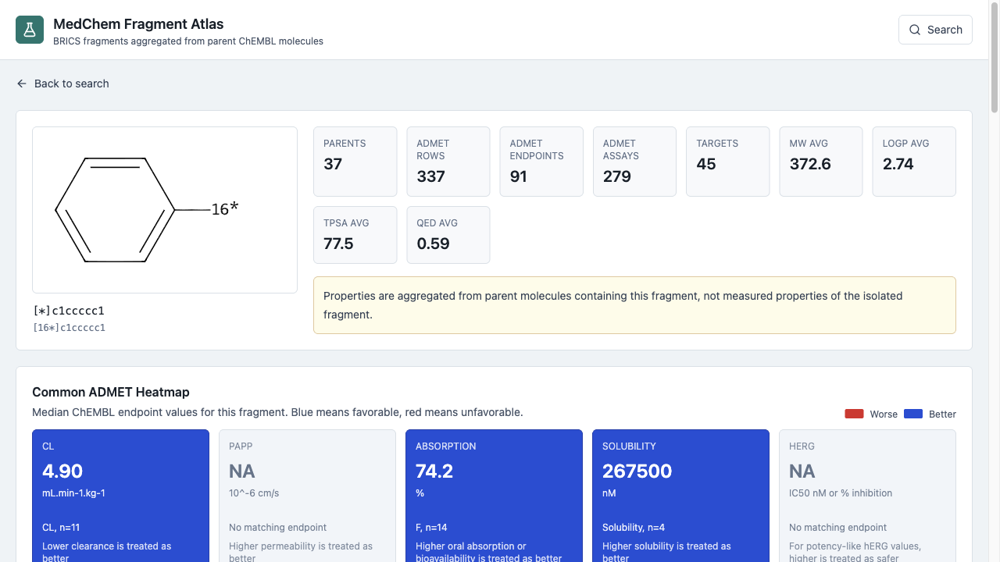 MedChem Fragment Atlas
BRICS fragments aggregated from parent ChEMBL molecules
Search
Back to search
16*
[*]c1ccccc1
[16*]c1ccccc1
PARENTS
37
ADMET
ROWS
337
ADMET
ENDPOINTS
91
ADMET
ASSAYS
279
TARGETS
45
MW AVG
372.6
LOGP AVG
2.74
TPSA AVG
77.5
QED AVG
0.59
Properties are aggregated from parent molecules containing this fragment, not measured properties of the isolated
fragment.
Common ADMET Heatmap
Median ChEMBL endpoint values for this fragment. Blue means favorable, red means unfavorable.
Worse
Better
CL
4.90
mL.min-1.kg-1
CL, n=11
Lower clearance is treated as
better
PAPP
NA
10^-6 cm/s
No matching endpoint
Higher permeability is treated as
better
ABSORPTION
74.2
%
F, n=14
Higher oral absorption or
bioavailability is treated as better
SOLUBILITY
267500
nM
Solubility, n=4
Higher solubility is treated as
better
HERG
NA
IC50 nM or % inhibition
No matching endpoint
For potency-like hERG values,
higher is treated as safer